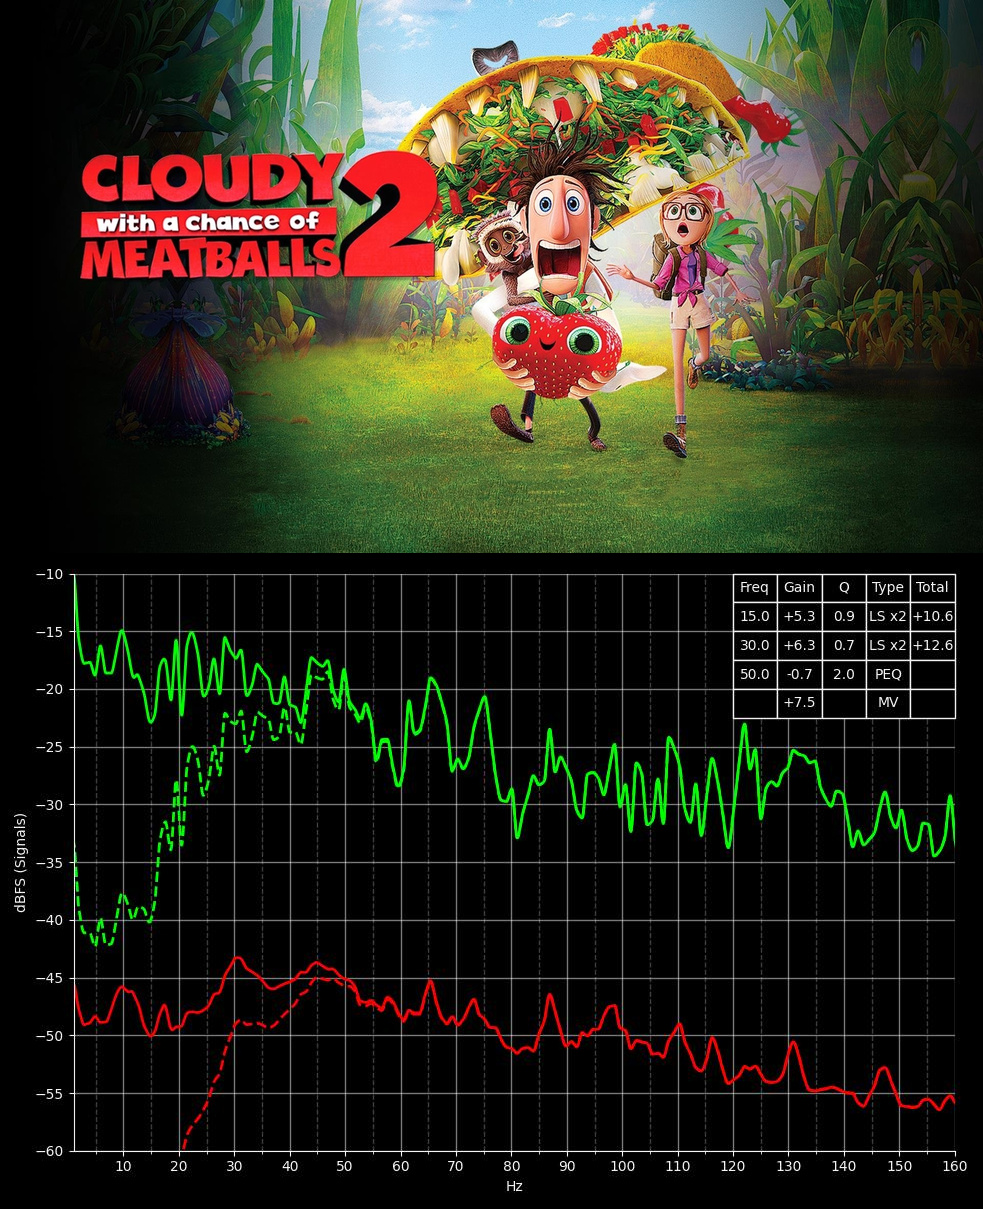 CLOUDY 2
with a chance of
MEATBALLS
−10
−15
−20
−25
−30
−35
−40
−45
−50
−55
−60
dBFS (Signals)
Freq Gain Q Type Total
15.0 +5.3 0.9 LS x2 +10.6
30.0 +6.3 0.7 LS x2 +12.6
50.0 -0.7 2.0 PEQ
+7.5 MV
10 20 30 40 50 60 70 80 90 100 110 120 130 140 150 160
Hz